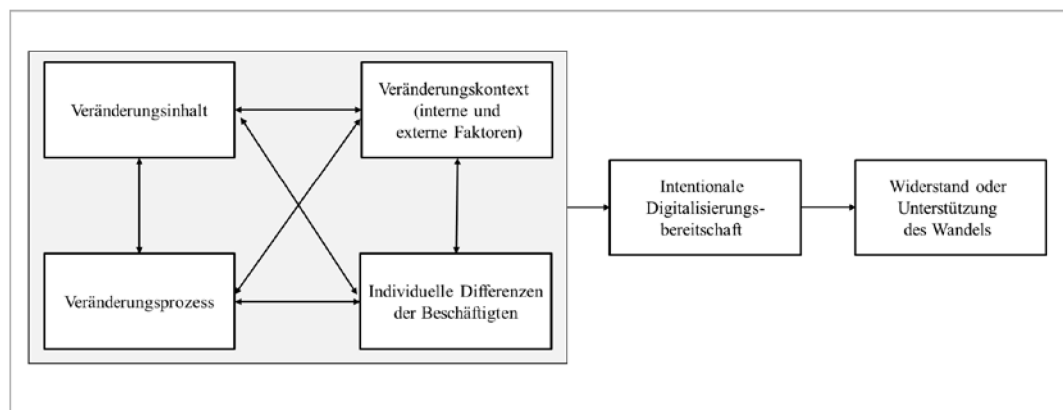 Veränderungsinhalt
Veränderungskontext
(interne und
externe Faktoren)
Veränderungsprozess
Individuelle Differenzen
der Beschäftigten
Intentionale
Digitalisierungs-
bereitschaft
Widerstand oder
Unterstützung
des Wandels